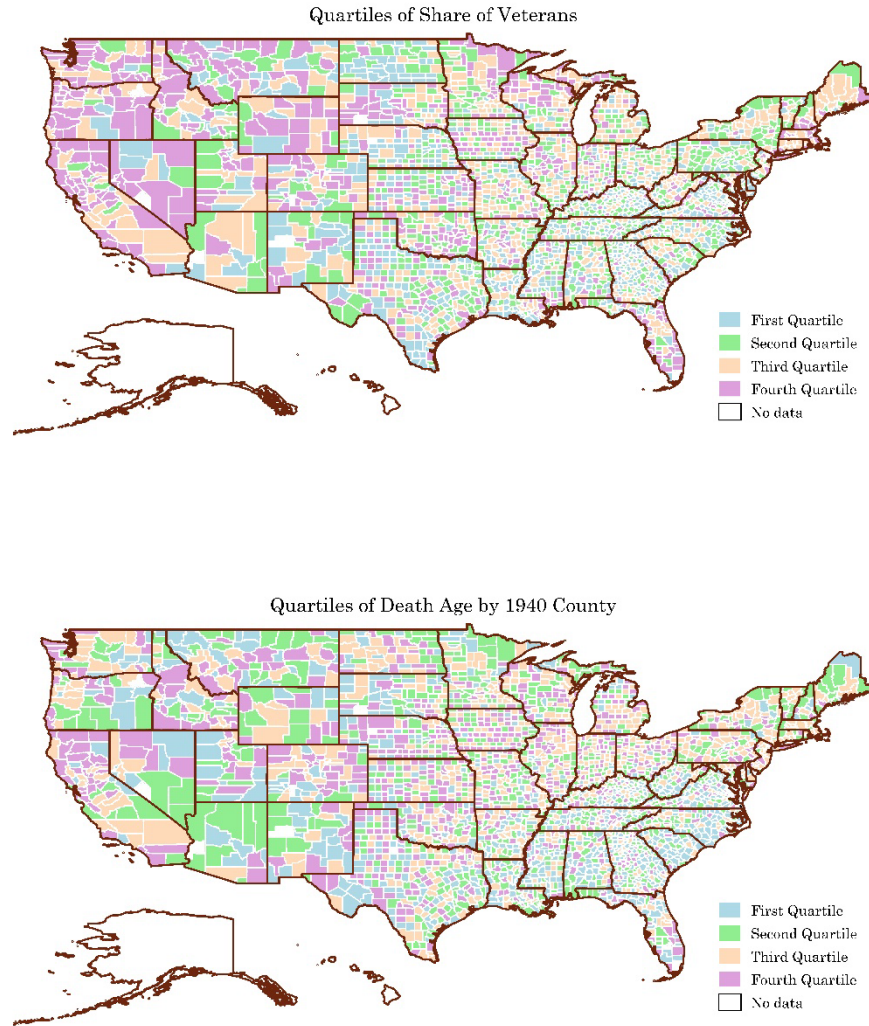 Quartiles of Share of Veterans
First Quartile
Second Quartile
Third Quartile
Fourth Quartile
No data
Quartiles of Death Age by 1940 County
First Quartile
Second Quartile
Third Quartile
Fourth Quartile
No data